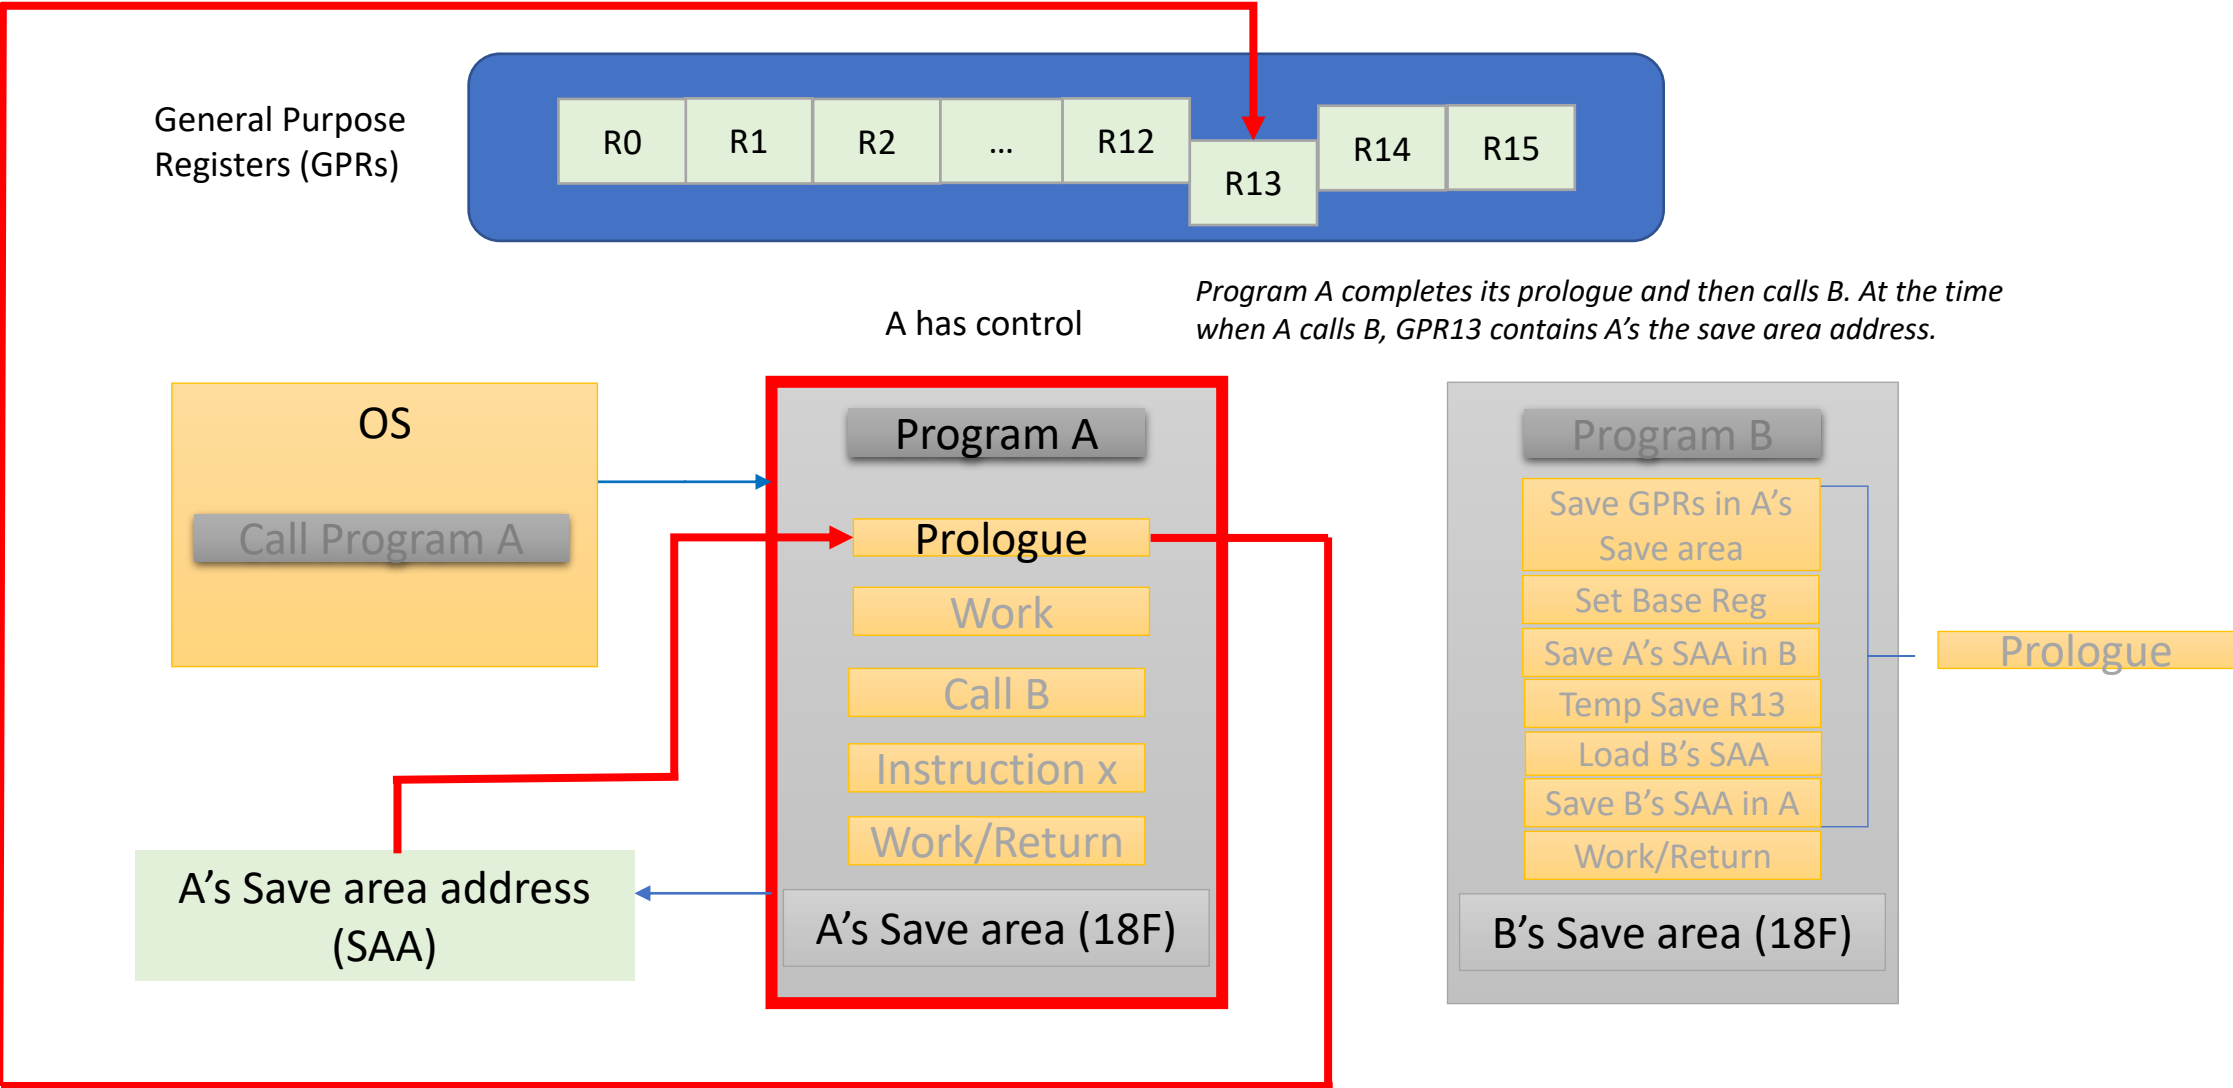 General Purpose
Registers (GPRs)
R0
R1
R2
...
R12
R13
R14
R15
A has control
Program A completes its prologue and then calls B. At the time
when A calls B, GPR13 contains A’s the save area address.
OS
Call Program A
Program A
Prologue
Work
Call B
Instruction x
Work/Return
A’s Save area (18F)
A’s Save area address
(SAA)
Program B
Save GPRs in A’s
Save area
Set Base Reg
Save A’s SAA in B
Temp Save R13
Load B’s SAA
Save B’s SAA in A
Work/Return
B’s Save area (18F)
Prologue